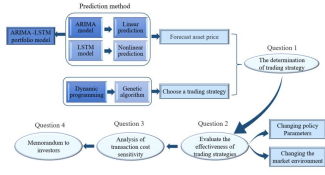 Prediction method
ARIMA -LSTM
portfolio model
ARIMA
model
Linear
prediction
LSTM
model
Nonlinear
prediction
Forecast asset price
Question 1
The determination
of trading strategy
Dynamic
programming
Genetic
algorithm
Choose a trading strategy
Question 4
Question 3
Question 2
Memorandum to
investors
Analysis of
transaction cost
sensitivity
Evaluate the
effectiveness of
trading strategies
Changing policy
Parameters
Changing the
market environment